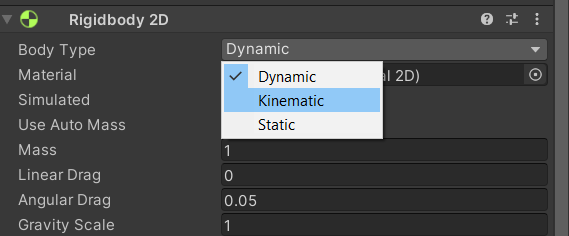 Rigidbody 2D
Body Type Dynamic
Material al 2D)
Dynamic
Simulated Kinematic
Use Auto Mass Static
Mass 1
Linear Drag 0
Angular Drag 0.05
Gravity Scale 1